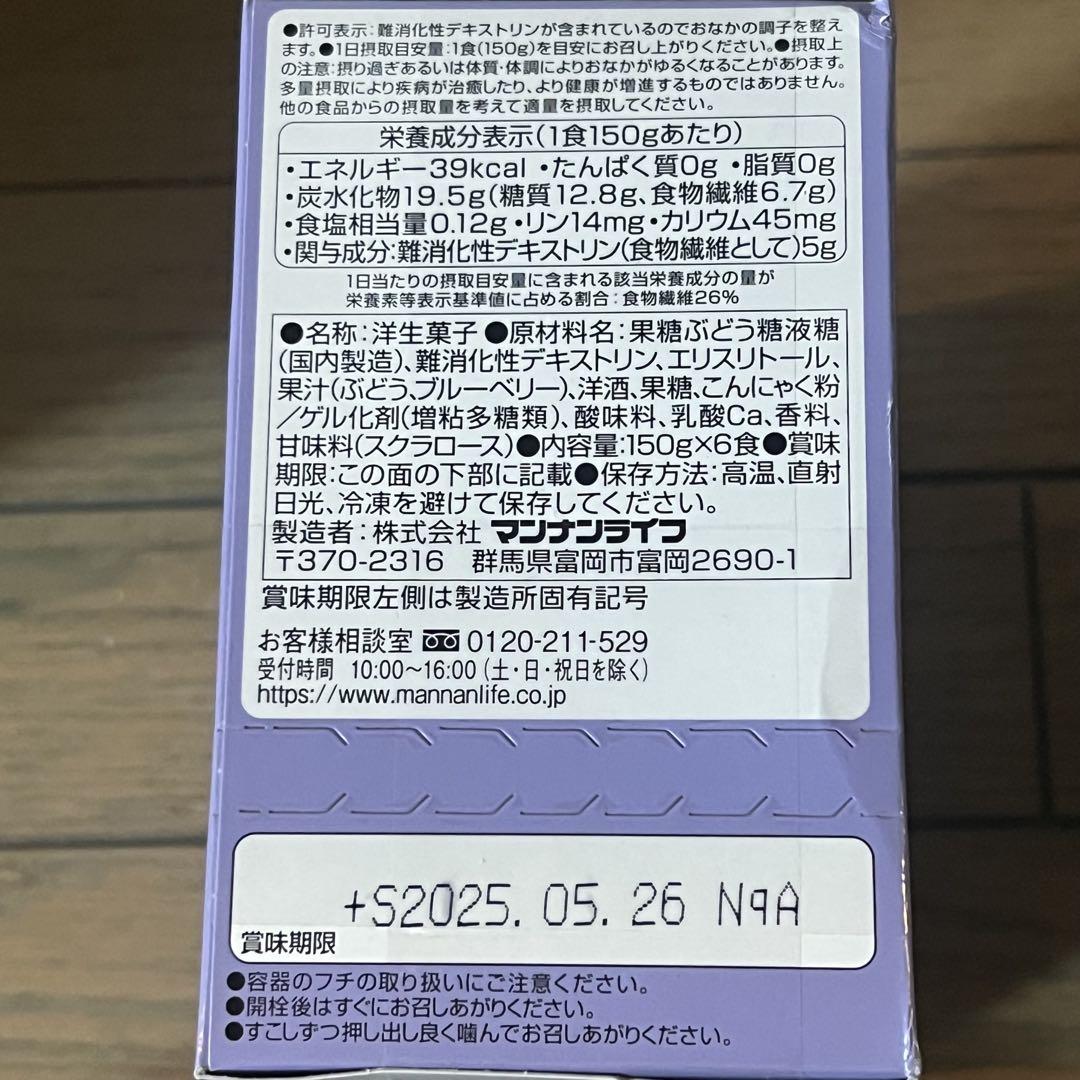 ●許可表示:難消化性デキストリンが含まれているのでおなかの調子を整え
ます。●1日摂取目安量:1食(150g)を目安にお召し上がりください。●摂取上
の注意:摂り過ぎあるいは体質・体調によりおなかがゆるくなることがあります。
多量摂取により疾病が治癒したり、より健康が増進するものではありません。
他の食品からの摂取量を考えて適量を摂取してください。
栄養成分表示(1食150gあたり)
・エネルギー39kcal ・たんぱく質0g ・脂質0g
・炭水化物19.5g(糖質12.8g、食物繊維6.7g)
・食塩相当量0.12g ・リン14mg ・カリウム45mg
・関与成分:難消化性デキストリン(食物繊維として)5g
1日当たりの摂取目安量に含まれる該当栄養成分の量が
栄養素等表示基準値に占める割合:食物繊維26%
●名称:洋生菓子●原材料名:果糖ぶどう糖液糖
(国内製造)、難消化性デキストリン、エリスリトール、
果汁(ぶどう、ブルーベリー)、洋酒、果糖、こんにゃく粉
/ゲル化剤(増粘多糖類)、酸味料、乳酸Ca、香料、
甘味料(スクラロース)●内容量:150g×6食●賞味
期限:この面の下部に記載●保存方法:高温、直射
日光、冷凍を避けて保存してください。
製造者:株式会社 マンナンライフ
〒370-2316 群馬県富岡市富岡2690-1
賞味期限左側は製造所固有記号
お客様相談室 0120-211-529
受付時間 10:00〜16:00(土・日・祝日を除く)
https://www.mannanlife.co.jp
+S2025. 05. 26 NqA
賞味期限
●容器のフチの取り扱いにご注意ください。
●開栓後はすぐにお召しあがりください。
●すこしずつ押し出し良く噛んでお召しあがりください。